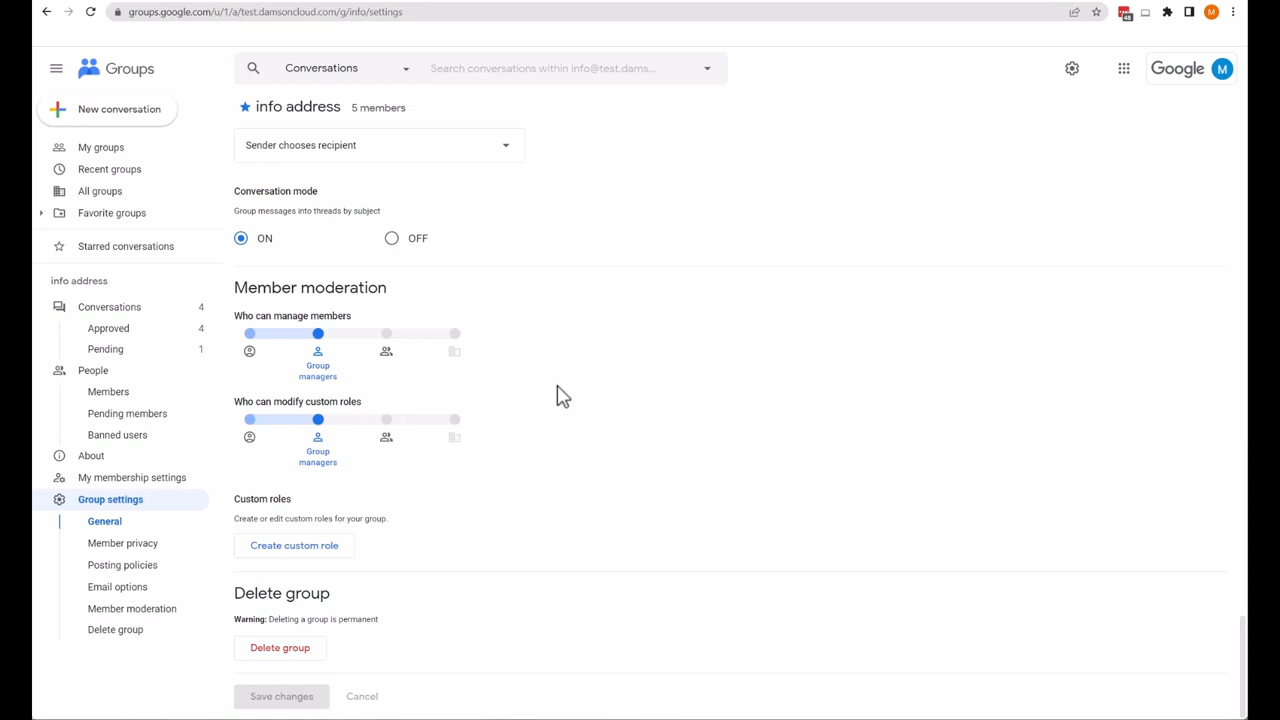 groups.google.com/u/1/a/test.damsoncloud.com/g/info/settings
48
M
Groups
Conversations
Search conversations within info@test.dams...
Google
M
New conversation
My groups
Recent groups
All groups
Favorite groups
Starred conversations
info address
Conversations 4
Approved 4
Pending 1
People
Members
Pending members
Banned users
About
My membership settings
Group settings
General
Member privacy
Posting policies
Email options
Member moderation
Delete group
info address 5 members
Sender chooses recipient
Conversation mode
Group messages into threads by subject
ON OFF
Member moderation
Who can manage members
Group
managers
Who can modify custom roles
Group
managers
Custom roles
Create or edit custom roles for your group.
Create custom role
Delete group
Warning: Deleting a group is permanent
Delete group
Save changes Cancel